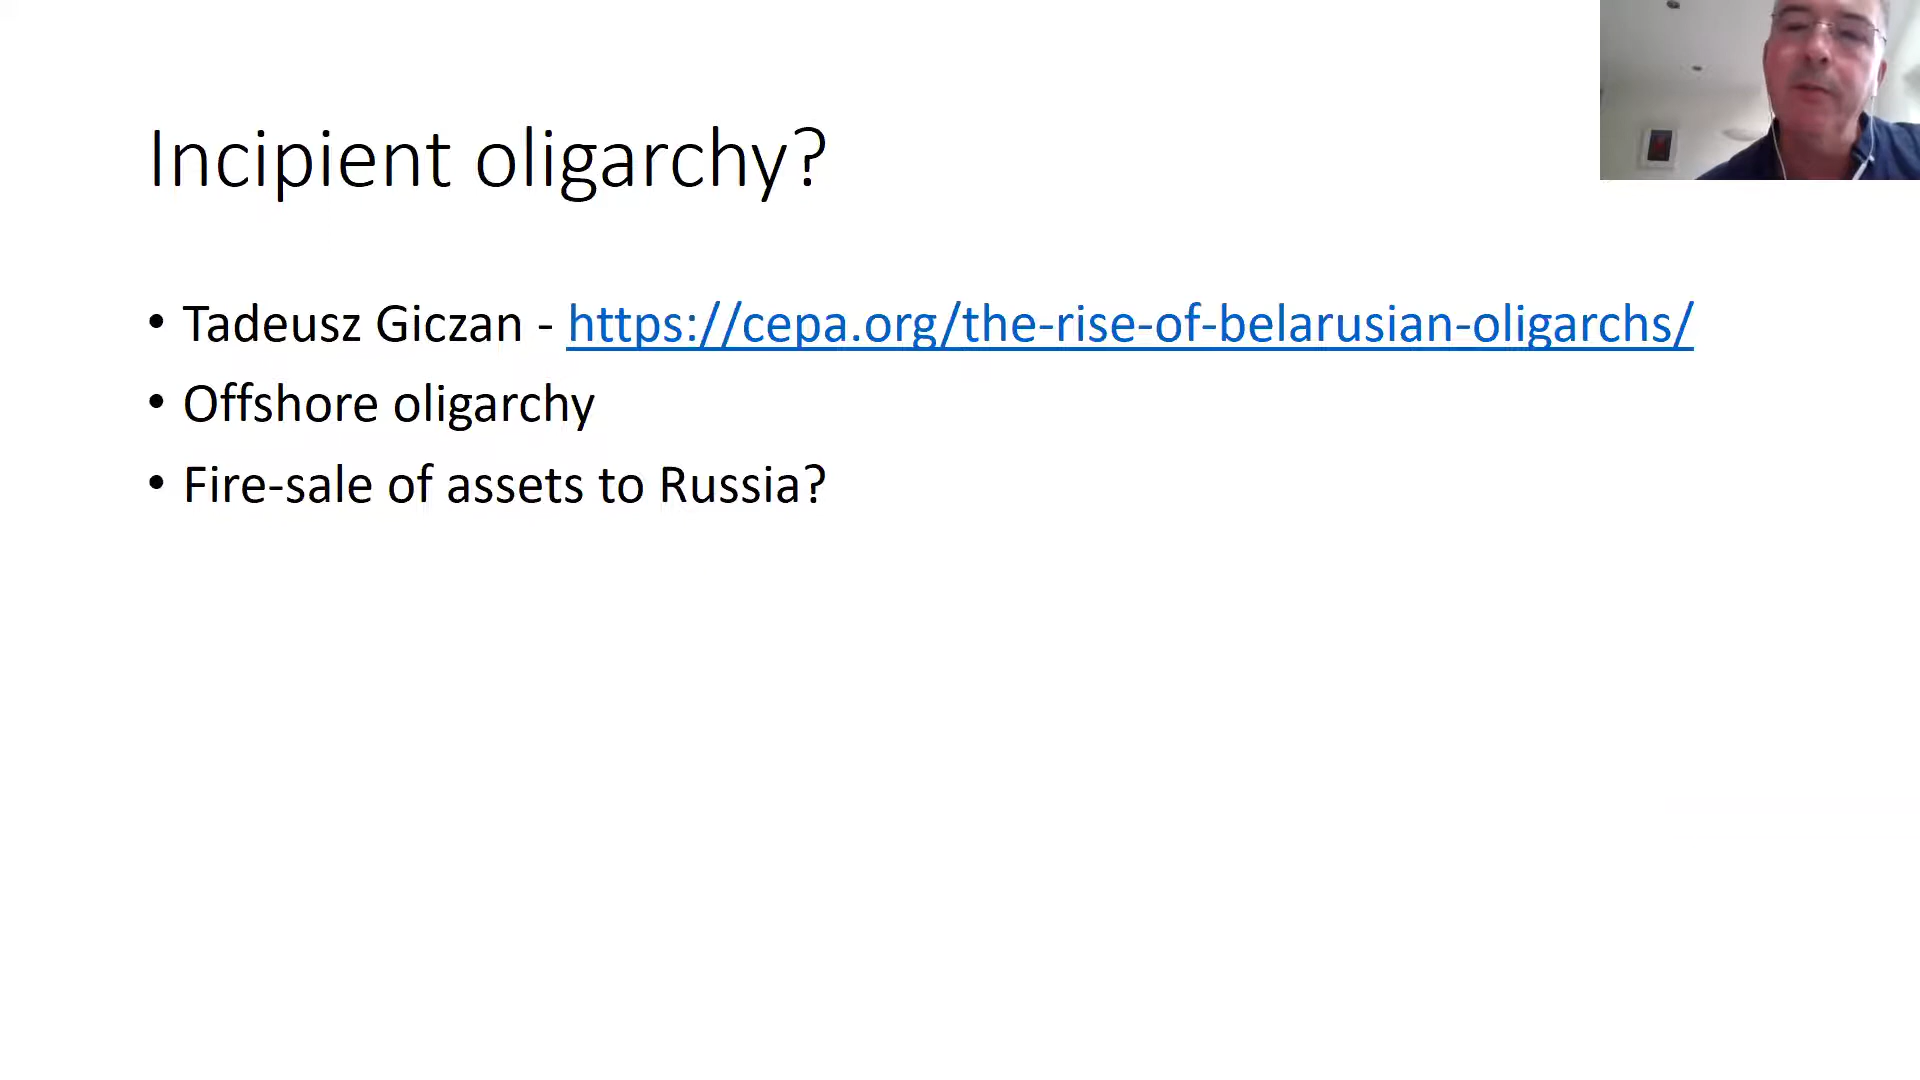 Incipient oligarchy?
• Tadeusz Giczan - https://cepa.org/the-rise-of-belarusian-oligarchs/
• Offshore oligarchy
• Fire-sale of assets to Russia?